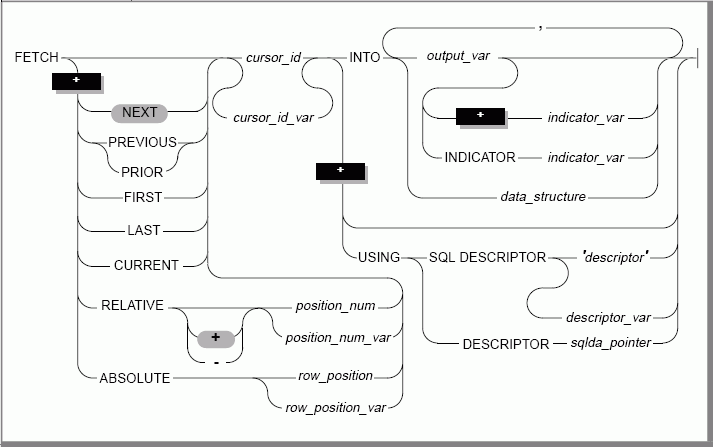 ,
FETCH cursor_id INTO output_var
+
NEXT cursor_id_var + indicator_var
PREVIOUS
INDICATOR indicator_var
PRIOR +
FIRST data_structure
LAST
CURRENT USING SQL DESCRIPTOR 'descriptor'
RELATIVE position_num
descriptor_var
+ position_num_var
DESCRIPTOR sqlda_pointer
-
ABSOLUTE row_position
row_position_var